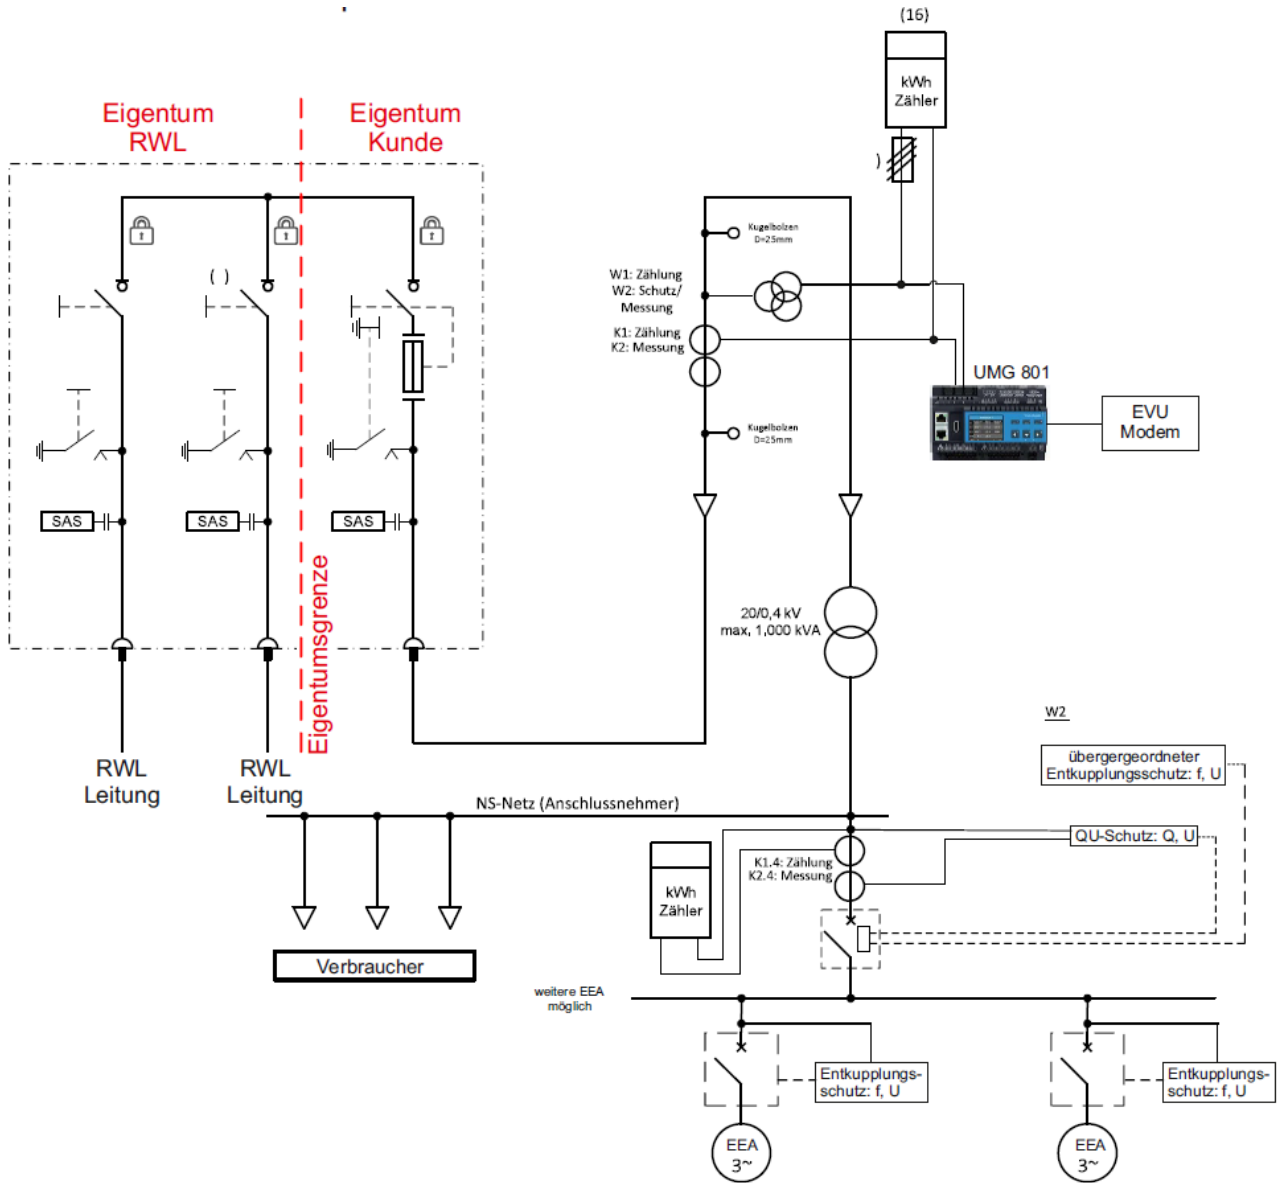 (16)
kWh
Zähler
)
Eigentum
RWL
Eigentum
Kunde
( )
Kugelbolzen
D=25mm
W1: Zählung
W2: Schutz/
Messung
K1: Zählung
K2: Messung
Kugelbolzen
D=25mm
UMG 801
EVU
Modem
SAS
SAS
SAS
Eigentumsgrenze
20/0,4 kV
max, 1,000 kVA
RWL
Leitung
RWL
Leitung
W2
übergergeordneter
Entkupplungsschutz: f, U
NS-Netz (Anschlussnehmer)
QU-Schutz: Q, U
K1.4: Zählung
K2.4: Messung
kWh
Zähler
Verbraucher
weitere EEA
möglich
Entkupplungs-
schutz: f, U
Entkupplungs-
schutz: f, U
EEA
3~
EEA
3~